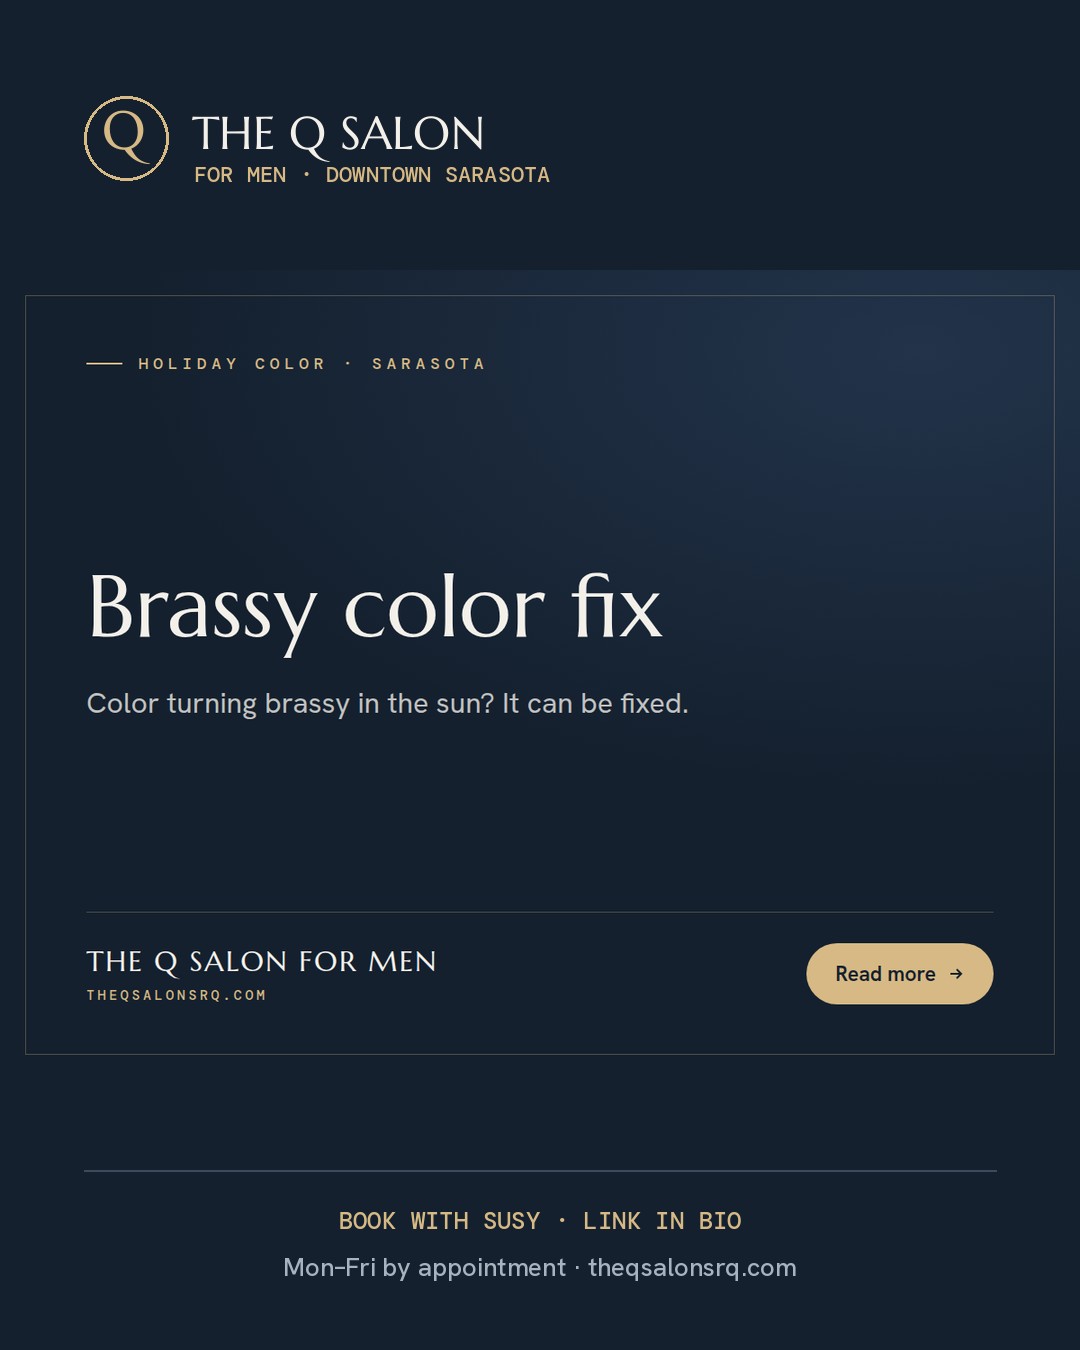 Q
THE Q SALON
FOR MEN · DOWNTOWN SARASOTA
HOLIDAY COLOR · SARASOTA
Brassy color fix
Color turning brassy in the sun? It can be fixed.
THE Q SALON FOR MEN
THEQSALONSRQ.COM
Read more →
BOOK WITH SUSY · LINK IN BIO
Mon–Fri by appointment · theqsalonsrq.com